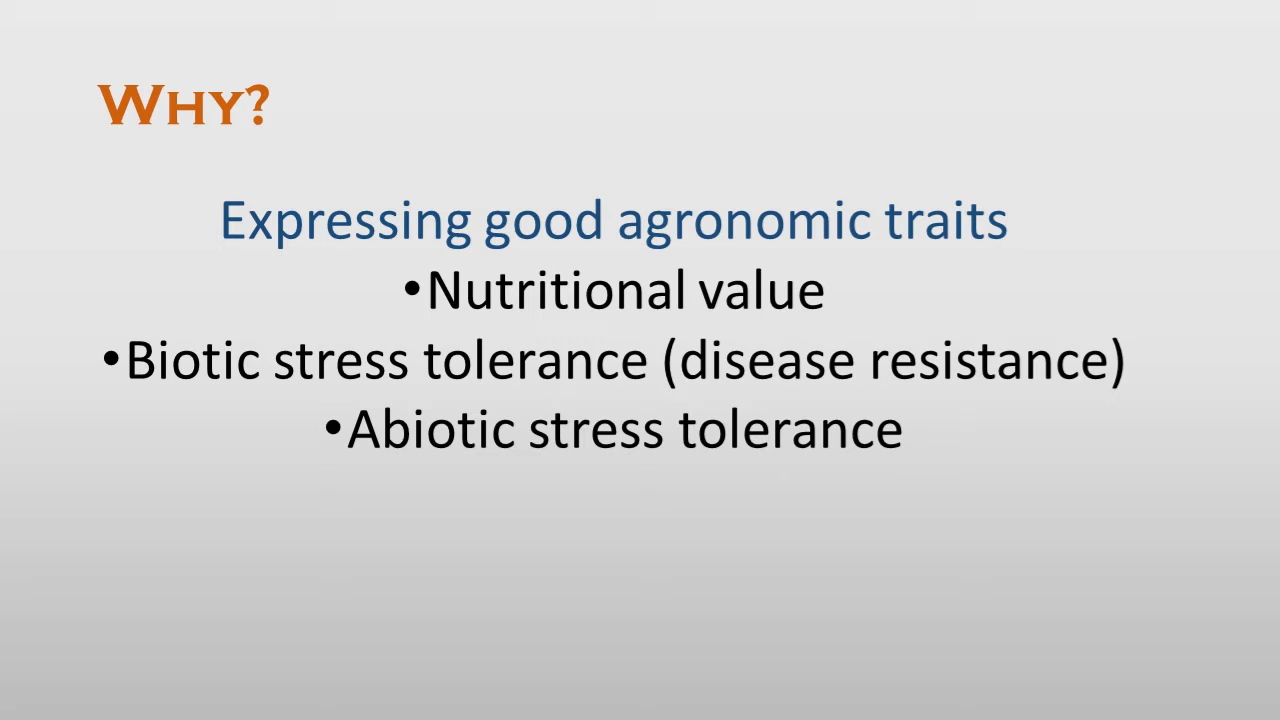 Why?
Expressing good agronomic traits
•Nutritional value
•Biotic stress tolerance (disease resistance)
•Abiotic stress tolerance